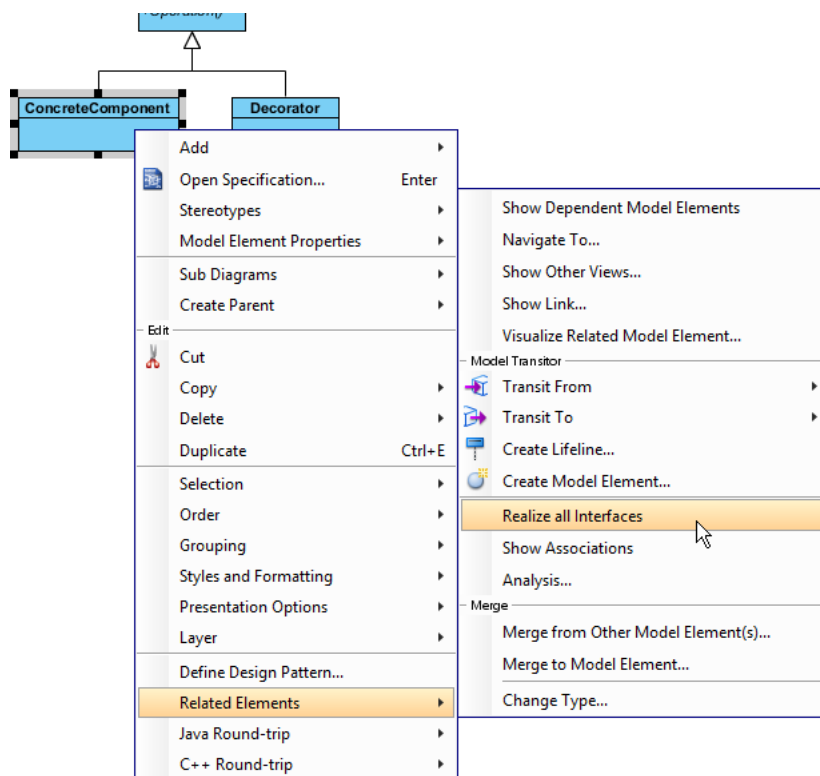 +Operation()
ConcreteComponent
Decorator
Add
Open Specification... Enter
Stereotypes
Model Element Properties
Sub Diagrams
Create Parent
Edit
Cut
Copy
Delete
Duplicate Ctrl+E
Selection
Order
Grouping
Styles and Formatting
Presentation Options
Layer
Define Design Pattern...
Related Elements
Java Round-trip
C++ Round-trip
Show Dependent Model Elements
Navigate To...
Show Other Views...
Show Link...
Visualize Related Model Element...
Model Transitor
Transit From
Transit To
Create Lifeline...
Create Model Element...
Realize all Interfaces
Show Associations
Analysis...
Merge
Merge from Other Model Element(s)...
Merge to Model Element...
Change Type...